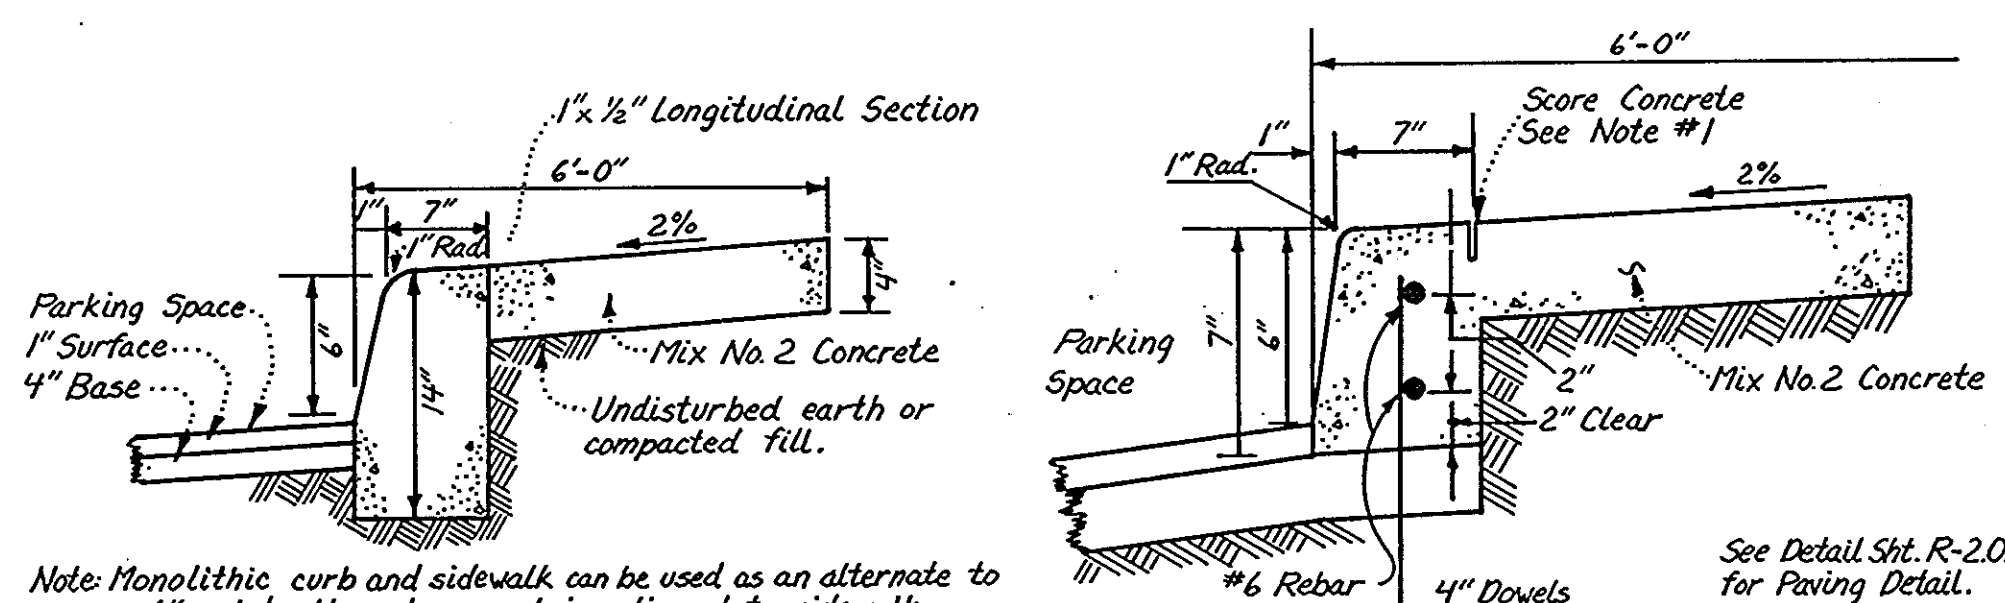 1"x ½" Longitudinal Section
6'-0"
1"
7"
1" Rad.
2%
4"
6"
14"
Parking Space
1" Surface
4" Base
Mix No. 2 Concrete
Undisturbed earth or
compacted fill.
Note: Monolithic curb and sidewalk can be used as an alternate to
6'-0"
Score Concrete
See Note #1
1"
7"
1" Rad.
2%
7"
6"
Parking
Space
2"
Mix No. 2 Concrete
2" Clear
#6 Rebar
4" Dowels
See Detail Sht. R-2.0
for Paving Detail.